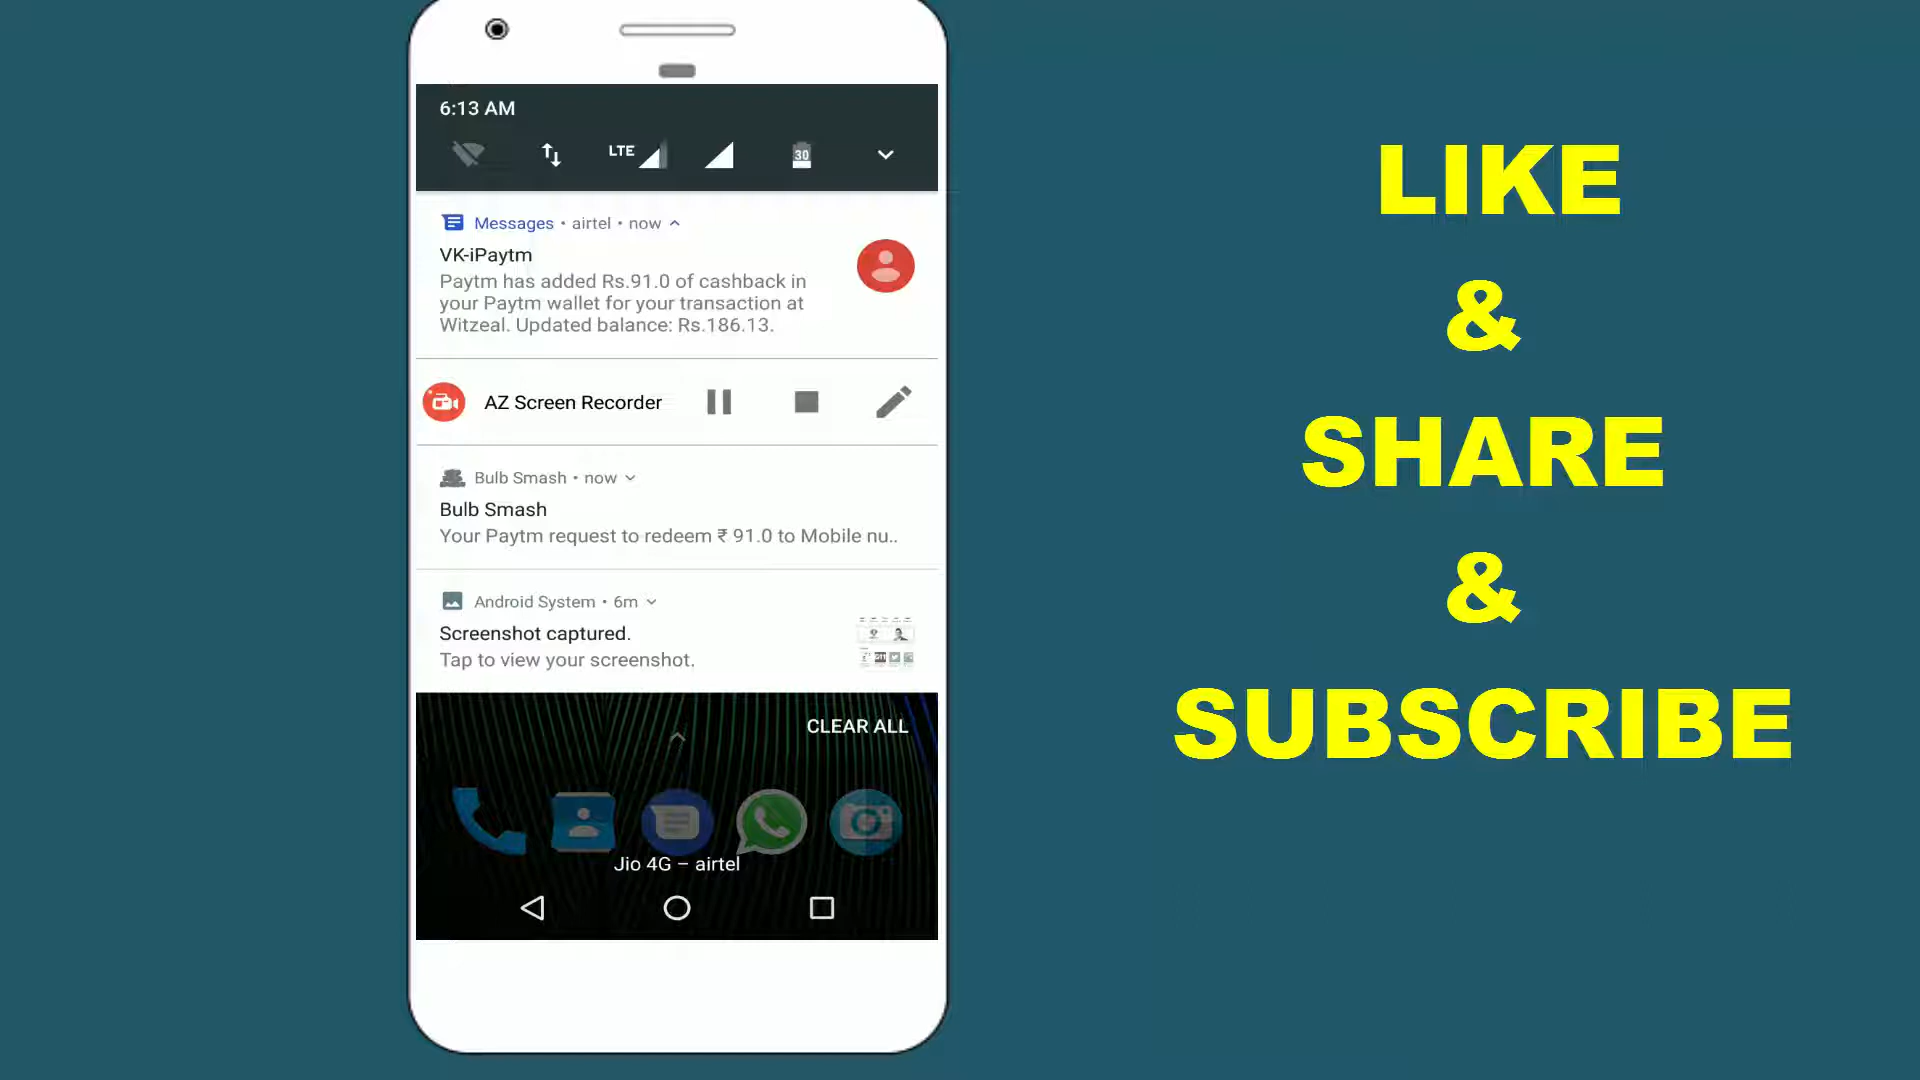 6:13 AM
LTE
30
Messages • airtel • now
VK-iPaytm
Paytm has added Rs.91.0 of cashback in
your Paytm wallet for your transaction at
Witzeal. Updated balance: Rs.186.13.
AZ Screen Recorder
Bulb Smash • now
Bulb Smash
Your Paytm request to redeem ₹ 91.0 to Mobile nu..
Android System • 6m
Screenshot captured.
Tap to view your screenshot.
CLEAR ALL
Jio 4G – airtel
LIKE
&
SHARE
&
SUBSCRIBE